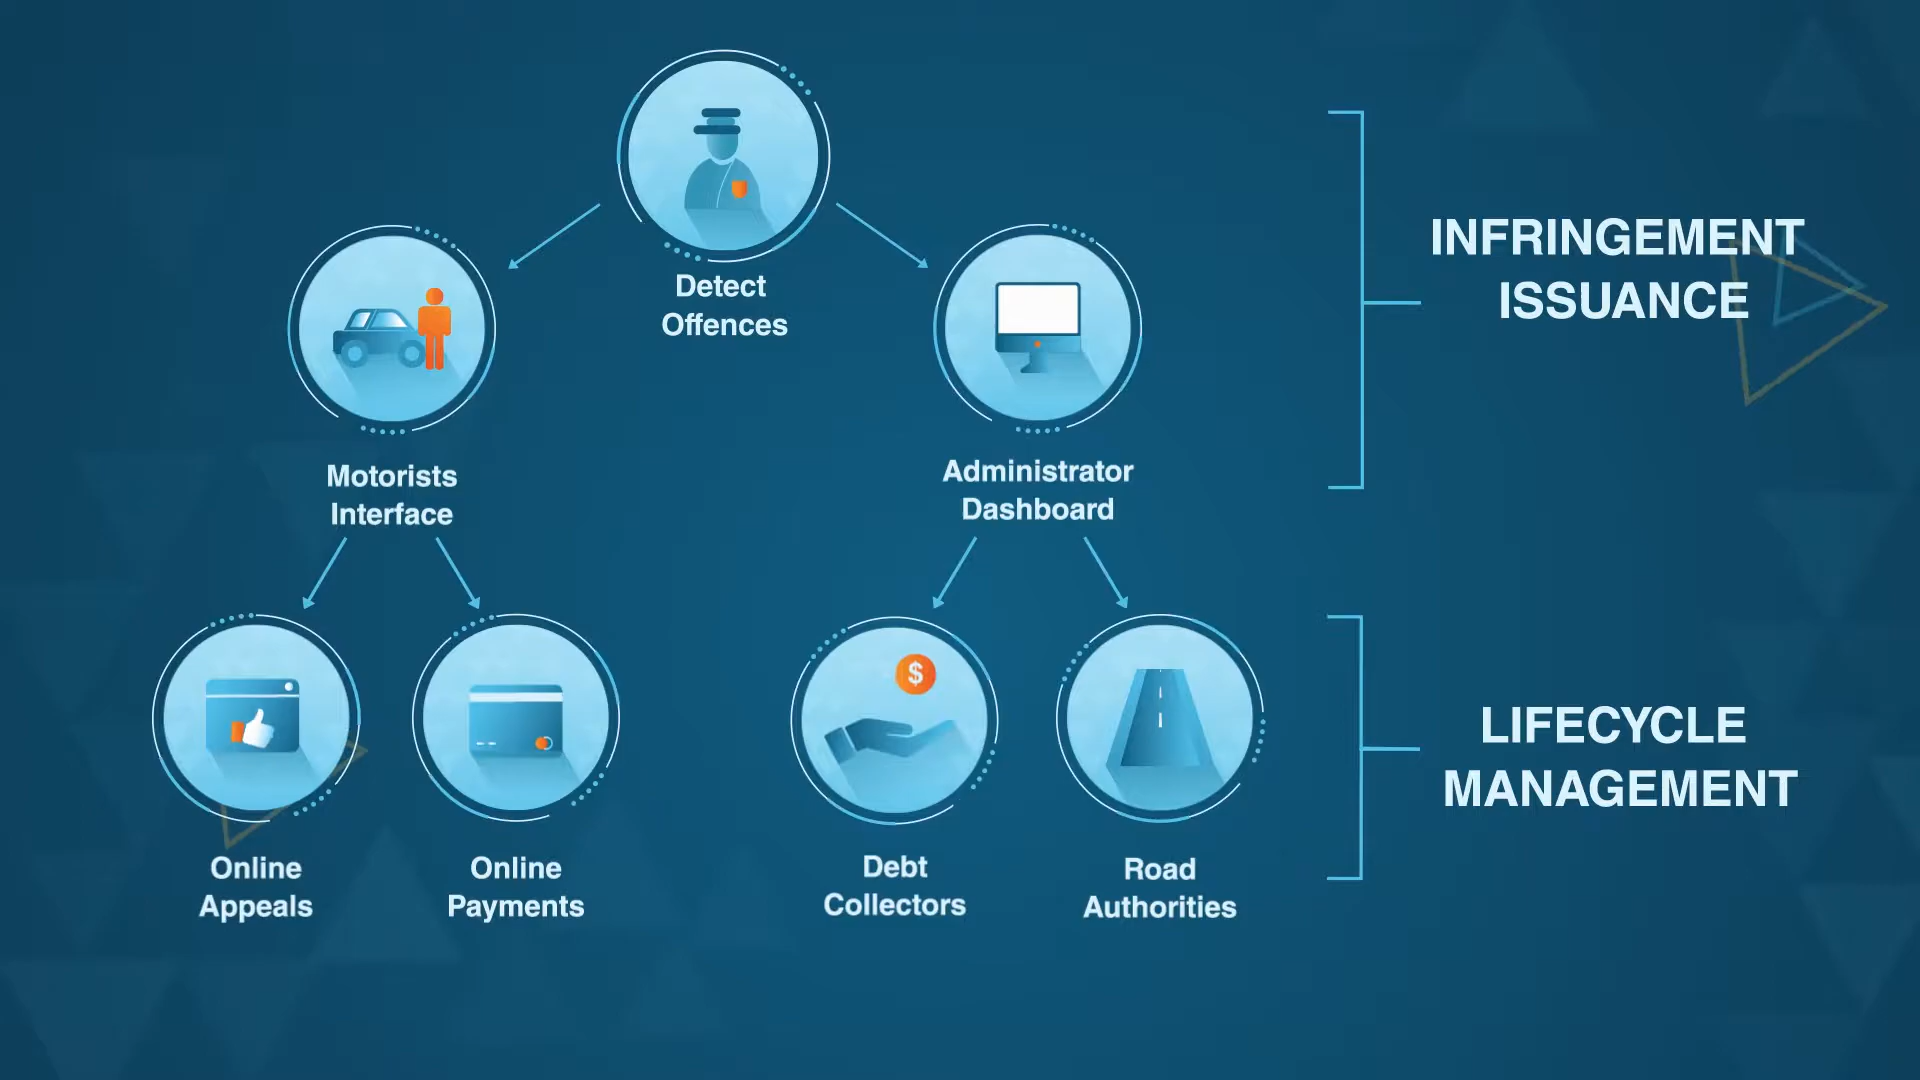 Detect
Offences
Motorists
Interface
Administrator
Dashboard
INFRINGEMENT
ISSUANCE
$
Online
Appeals
Online
Payments
Debt
Collectors
Road
Authorities
LIFECYCLE
MANAGEMENT